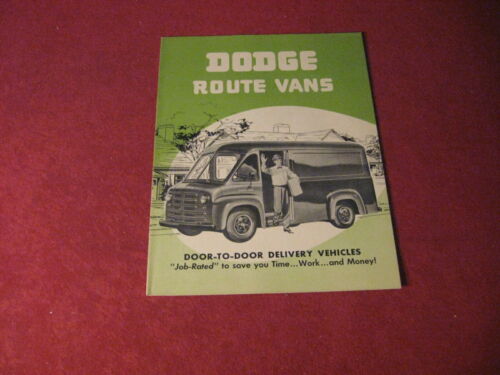 DODGE
ROUTE VANS
DOOR-TO-DOOR DELIVERY VEHICLES
"Job-Rated" to save you Time...Work...and Money!